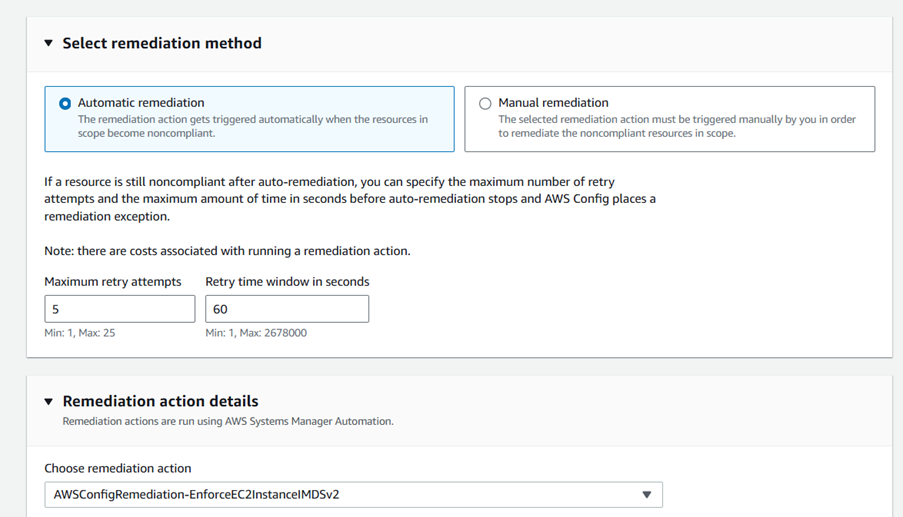 Select remediation method
Automatic remediation
The remediation action gets triggered automatically when the resources in
scope become noncompliant.
Manual remediation
The selected remediation action must be triggered manually by you in order
to remediate the noncompliant resources in scope.
If a resource is still noncompliant after auto-remediation, you can specify the maximum number of retry
attempts and the maximum amount of time in seconds before auto-remediation stops and AWS Config places a
remediation exception.
Note: there are costs associated with running a remediation action.
Maximum retry attempts
5
Min: 1, Max: 25
Retry time window in seconds
60
Min: 1, Max: 2678000
Remediation action details
Remediation actions are run using AWS Systems Manager Automation.
Choose remediation action
AWSConfigRemediation-EnforceEC2InstanceIMDSv2